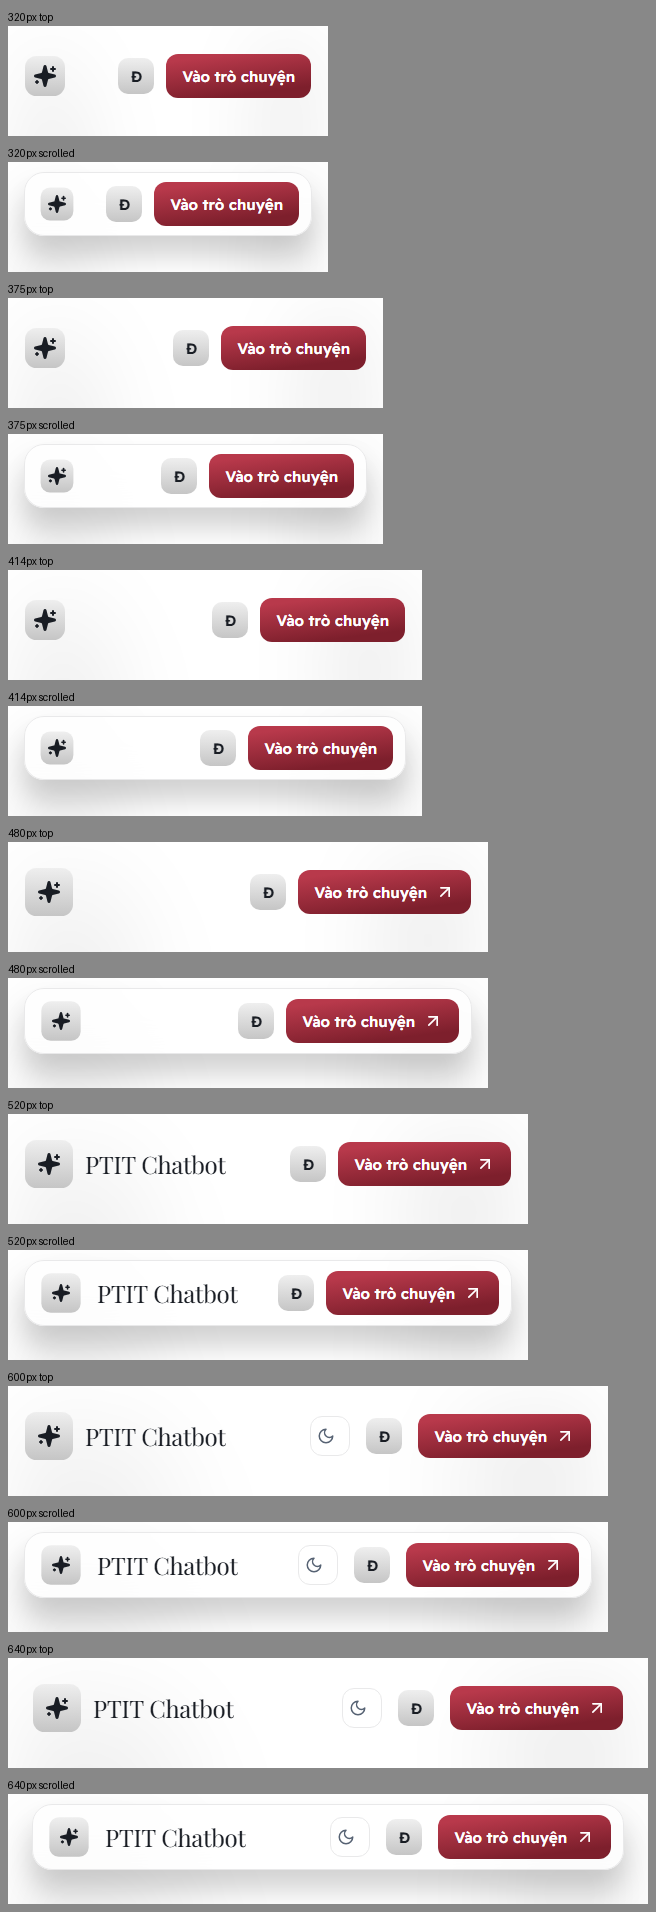 320px top
Đ Vào trò chuyện
320px scrolled
Đ Vào trò chuyện
375px top
Đ Vào trò chuyện
375px scrolled
Đ Vào trò chuyện
414px top
Đ Vào trò chuyện
414px scrolled
Đ Vào trò chuyện
480px top
Đ Vào trò chuyện
480px scrolled
Đ Vào trò chuyện
520px top
PTIT Chatbot Đ Vào trò chuyện
520px scrolled
PTIT Chatbot Đ Vào trò chuyện
600px top
PTIT Chatbot Đ Vào trò chuyện
600px scrolled
PTIT Chatbot Đ Vào trò chuyện
640px top
PTIT Chatbot Đ Vào trò chuyện
640px scrolled
PTIT Chatbot Đ Vào trò chuyện